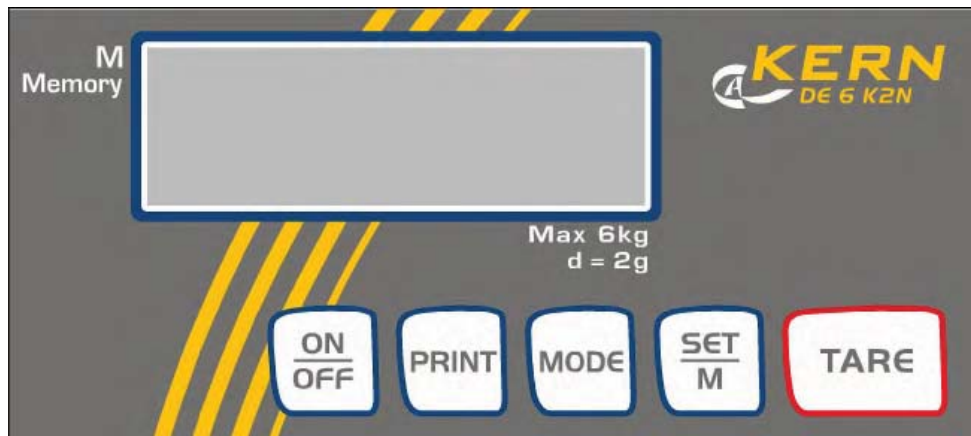 M
Memory
KERN
DE 6 K2N
Max 6kg
d = 2g
ON
OFF
PRINT
MODE
SET
M
TARE